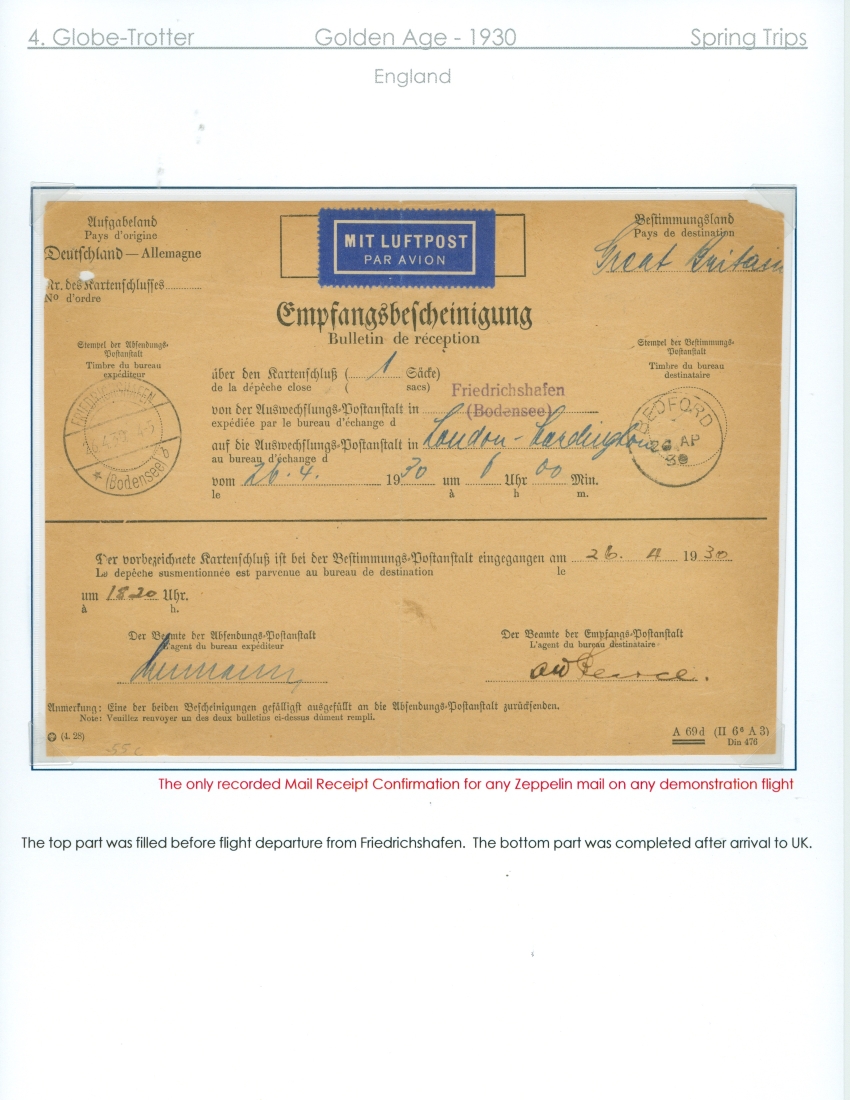 4. Globe-Trotter Golden Age - 1930 Spring Trips
England
Aufgabeland
Pays d'origine
Deutschland — Allemagne
Nr. des Kartenschlusses
No d'ordre
MIT LUFTPOST
PAR AVION
Bestimmungsland
Pays de destination
Great Britain
Empfangsbescheinigung
Bulletin de réception
Stempel der Absendungs-
Postanstalt
Timbre du bureau
expéditeur
FRIEDRICHSHAFEN
(Bodensee) b
über den Kartenschluß ( 1 Säcke)
de la dépêche close ( sacs)
von der Auswechslungs-Postanstalt in Friedrichshafen
(Bodensee)
expédiée par le bureau d'échange d
auf die Auswechslungs-Postanstalt in London-Cardington
au bureau d'échange d
vom 26.4. 1930 um 6 Uhr 00 Min.
le à h m.
Stempel der Bestimmungs-
Postanstalt
Timbre du bureau
destinataire
BEDFORD
26 AP
30
Der vorbezeichnete Kartenschluß ist bei der Bestimmungs-Postanstalt eingegangen am 26. 4 1930
La depêche susmentionnée est parvenue au bureau de destination le
um 1820 Uhr.
à h.
Der Beamte der Absendungs-Postanstalt
L'agent du bureau expéditeur
Der Beamte der Empfangs-Postanstalt
L'agent du bureau destinataire
Pearce.
Anmerkung: Eine der beiden Bescheinigungen gefälligst ausgefüllt an die Absendungs-Postanstalt zurücksenden.
Note: Veuillez renvoyer un des deux bulletins ci-dessus dûment rempli.
(4. 28)
55 c
A 69d (II 6a A 3)
Din 476
The only recorded Mail Receipt Confirmation for any Zeppelin mail on any demonstration flight
The top part was filled before flight departure from Friedrichshafen. The bottom part was completed after arrival to UK.